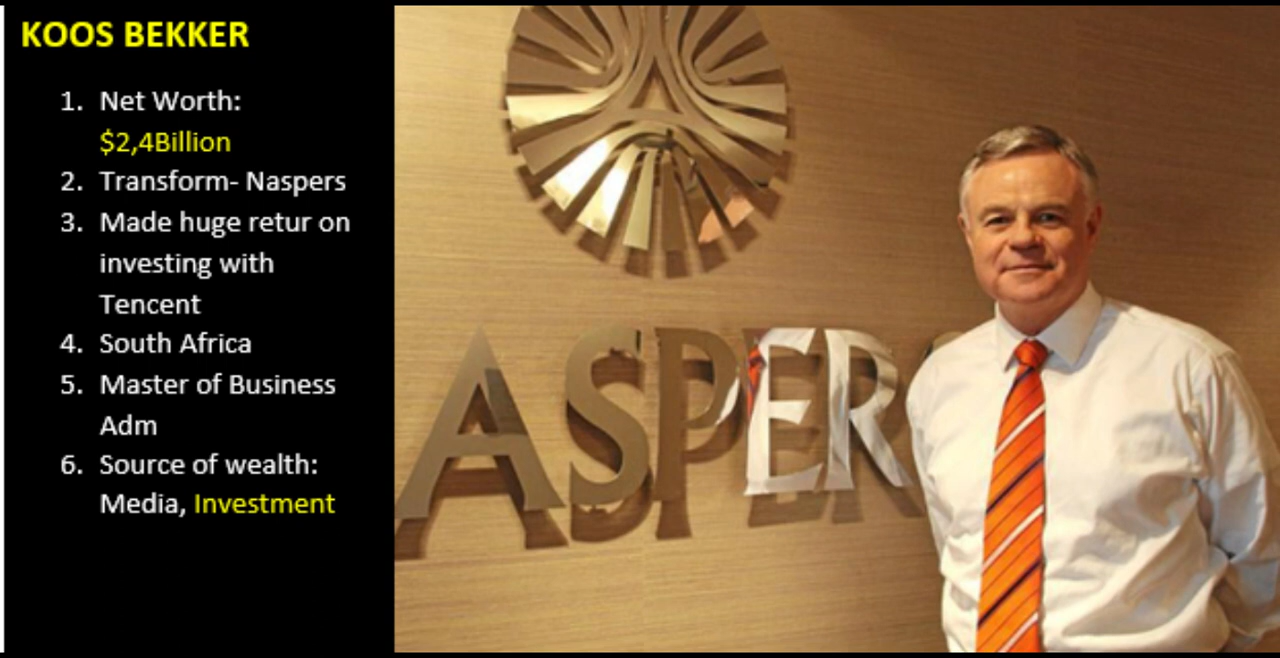 KOOS BEKKER
1. Net Worth:
$2,4Billion
2. Transform- Naspers
3. Made huge retur on
investing with
Tencent
4. South Africa
5. Master of Business
Adm
6. Source of wealth:
Media, Investment
ASPER